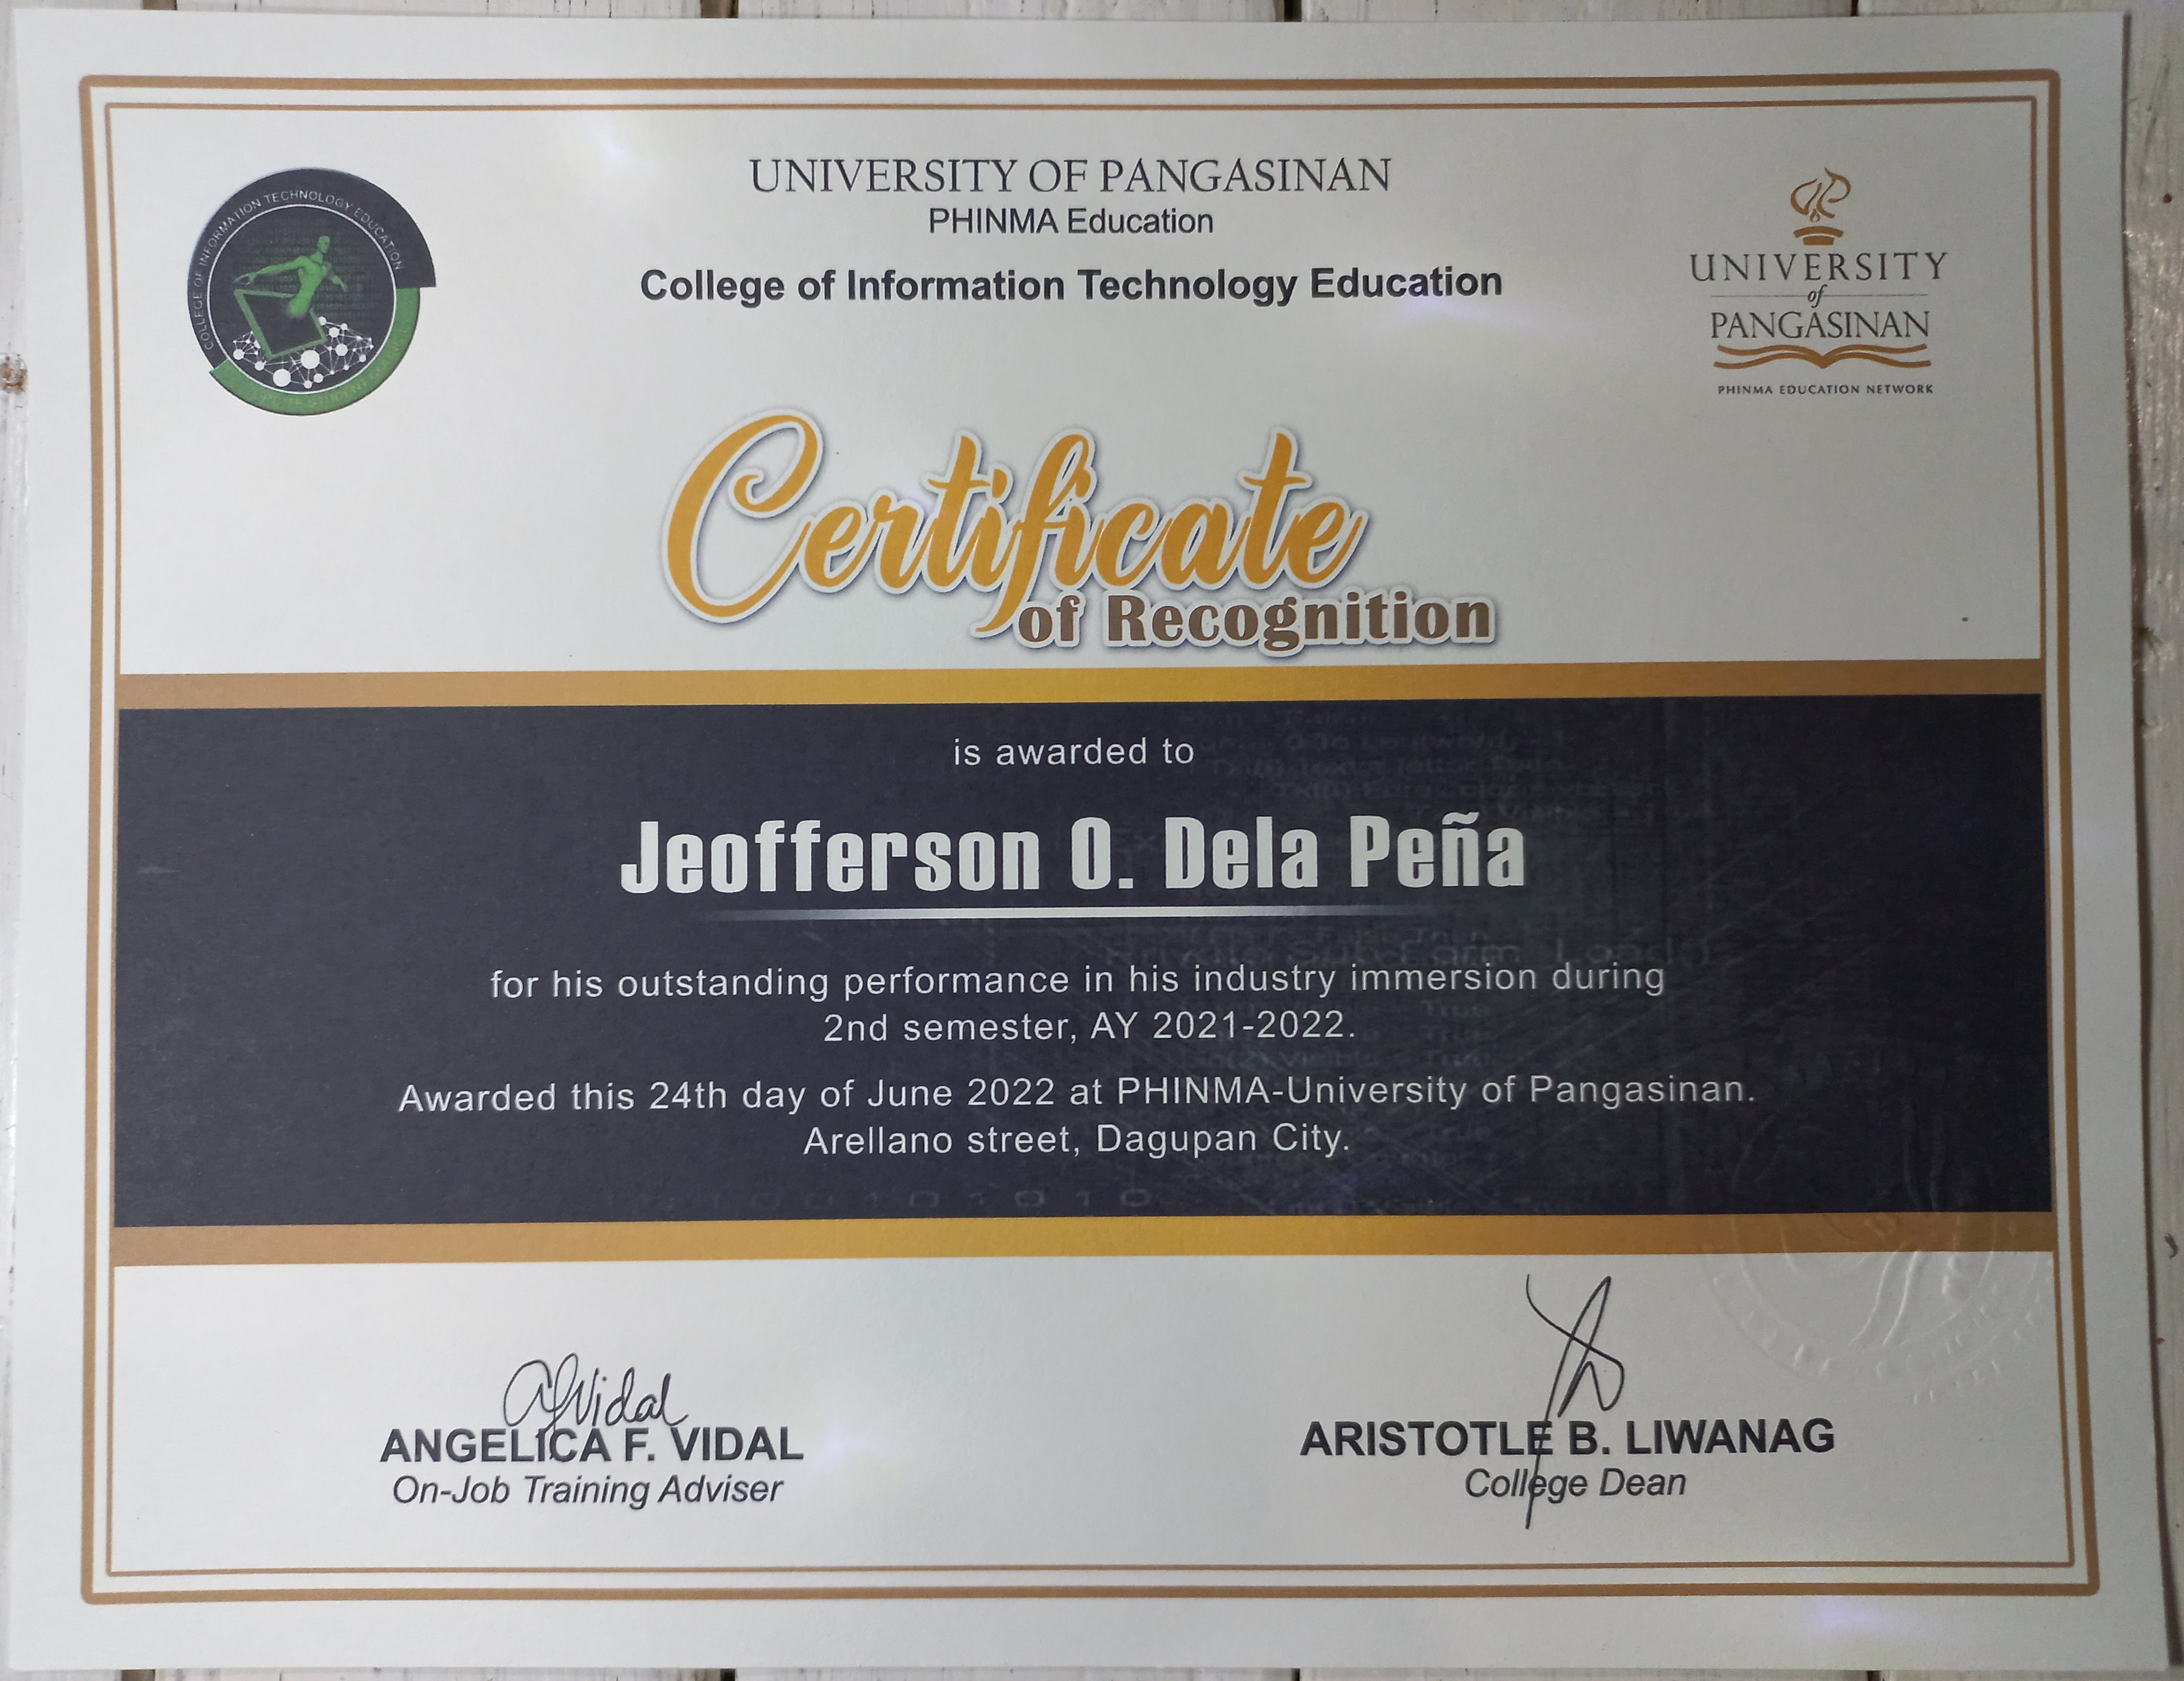 UNIVERSITY OF PANGASINAN
PHINMA Education
College of Information Technology Education
COLLEGE OF INFORMATION TECHNOLOGY EDUCATION
UNIVERSITY
of
PANGASINAN
PHINMA EDUCATION NETWORK
Certificate
of Recognition
is awarded to
Jeofferson O. Dela Peña
for his outstanding performance in his industry immersion during
2nd semester, AY 2021-2022.
Awarded this 24th day of June 2022 at PHINMA-University of Pangasinan.
Arellano street, Dagupan City.
AFVidal
ANGELICA F. VIDAL
On-Job Training Adviser
ARISTOTLE B. LIWANAG
College Dean